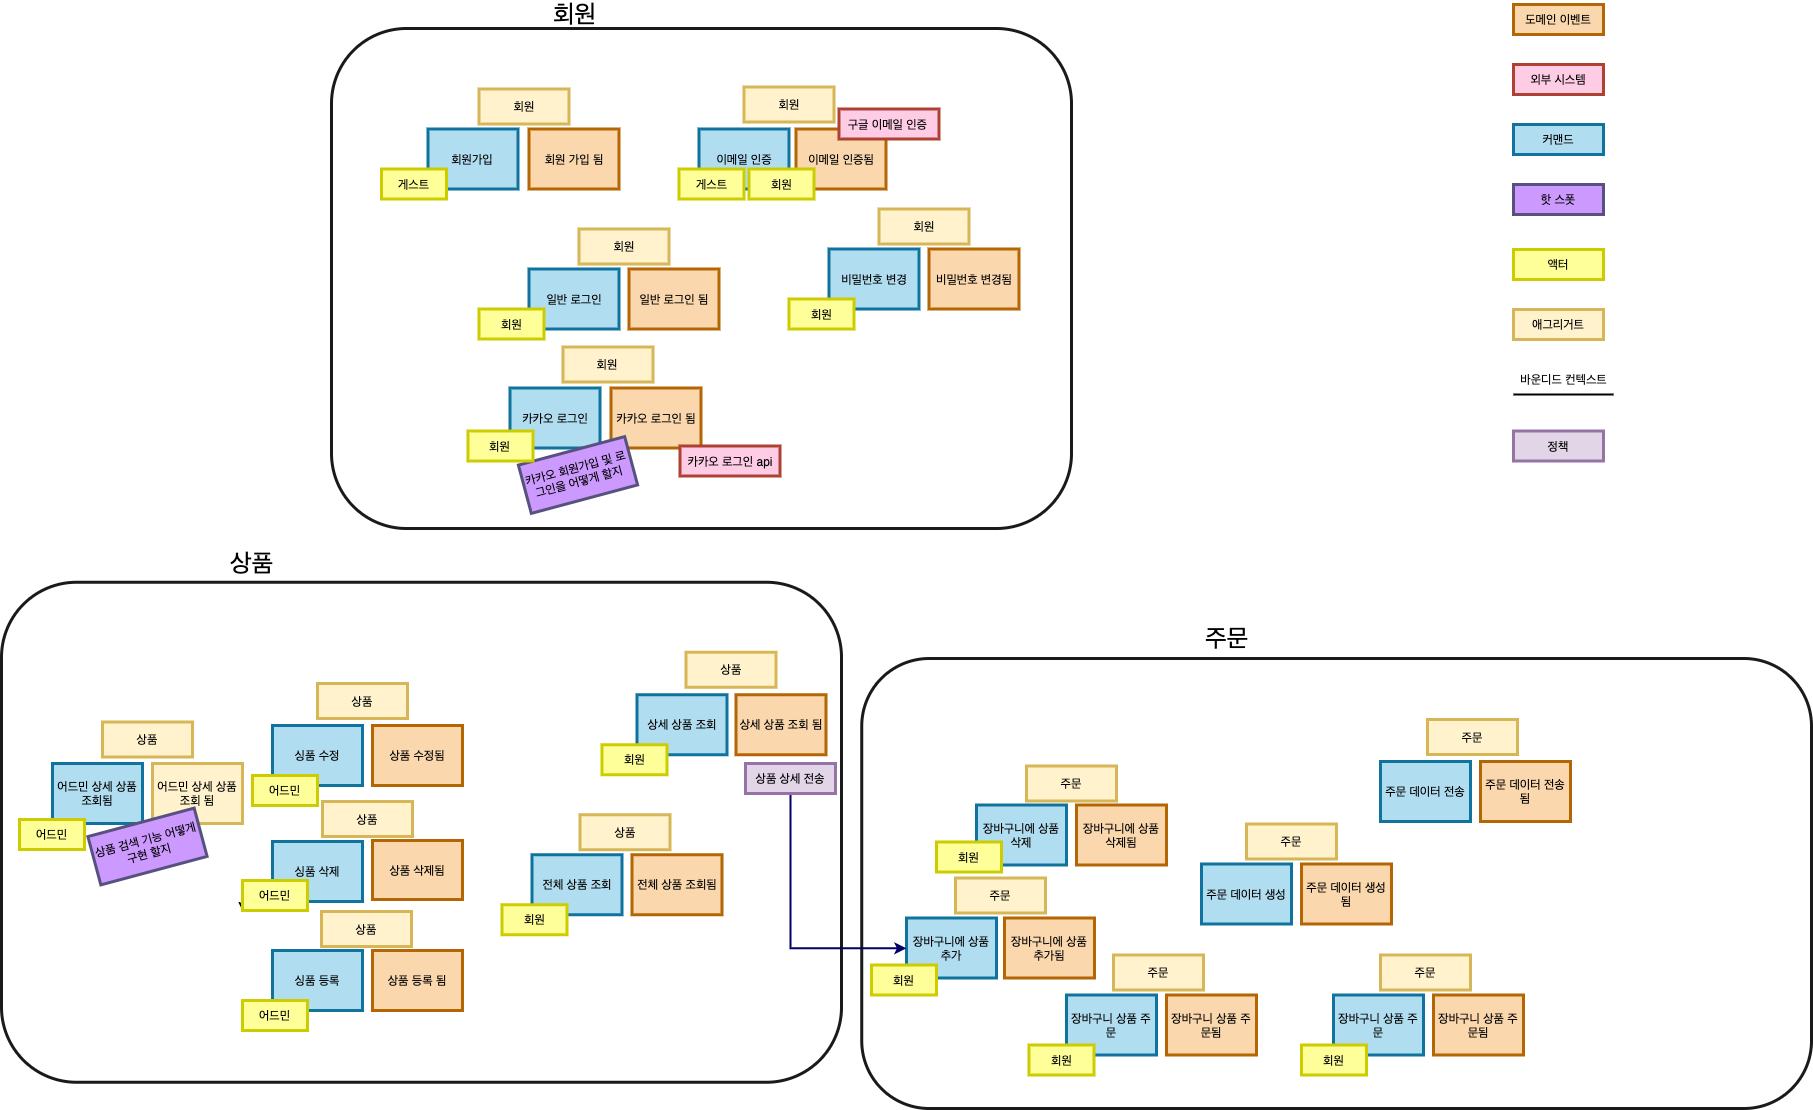 회원
도메인 이벤트
외부 시스템
커맨드
핫 스폿
액터
애그리거트
바운디드 컨텍스트
정책
회원
회원가입
회원 가입 됨
게스트
회원
구글 이메일 인증
이메일 인증
이메일 인증됨
게스트
회원
회원
일반 로그인
일반 로그인 됨
회원
회원
비밀번호 변경
비밀번호 변경됨
회원
회원
카카오 로그인
카카오 로그인 됨
회원
카카오 회원가입 및 로
그인을 어떻게 할지
카카오 로그인 api
상품
상품
어드민 상세 상품
조회됨
어드민 상세 상품
조회 됨
어드민
상품 검색 기능 어떻게
구현 할지
상품
싱품 수정
상품 수정됨
어드민
상품
싱품 삭제
상품 삭제됨
어드민
상품
싱품 등록
상품 등록 됨
어드민
상품
상세 상품 조회
상세 상품 조회 됨
회원
상품 상세 전송
상품
전체 상품 조회
전체 상품 조회됨
회원
주문
주문
장바구니에 상품
삭제
장바구니에 상품
삭제됨
회원
주문
장바구니에 상품
추가
장바구니에 상품
추가됨
회원
주문
주문 데이터 전송
주문 데이터 전송
됨
주문
주문 데이터 생성
주문 데이터 생성
됨
주문
장바구니 상품 주
문
장바구니 상품 주
문됨
회원
주문
장바구니 상품 주
문
장바구니 상품 주
문됨
회원